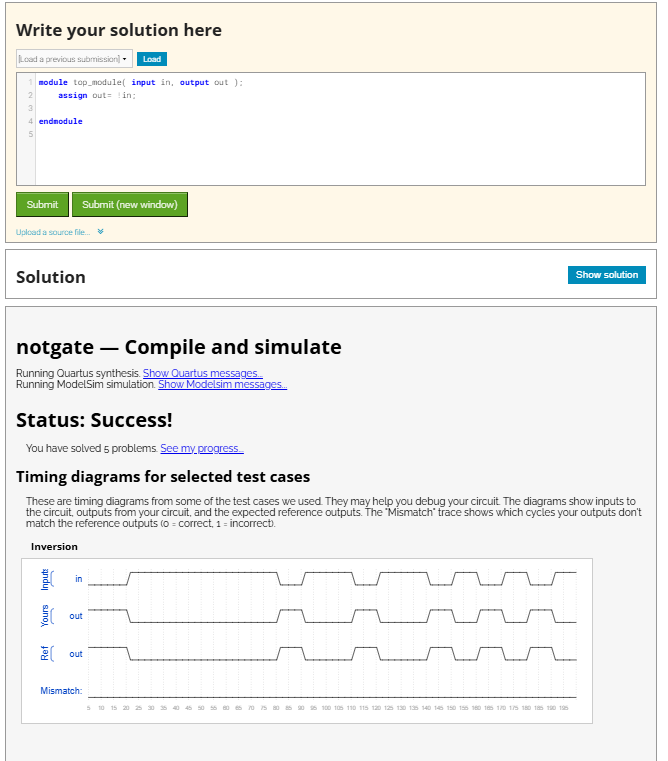 Write your solution here
[Load a previous submission] Load
1 module top_module( input in, output out );
2 assign out= !in;
3
4 endmodule
5
Submit Submit (new window)
Upload a source file...
Solution Show solution
notgate — Compile and simulate
Running Quartus synthesis. Show Quartus messages...
Running ModelSim simulation. Show Modelsim messages...
Status: Success!
You have solved 5 problems. See my progress...
Timing diagrams for selected test cases
These are timing diagrams from some of the test cases we used. They may help you debug your circuit. The diagrams show inputs to
the circuit, outputs from your circuit, and the expected reference outputs. The "Mismatch" trace shows which cycles your outputs don't
match the reference outputs (0 = correct, 1 = incorrect).
Inversion
Inputs in
Yours out
Ref out
Mismatch:
5 10 15 20 25 30 35 40 45 50 55 60 65 70 75 80 85 90 95 100 105 110 115 120 125 130 135 140 145 150 155 160 165 170 175 180 185 190 195